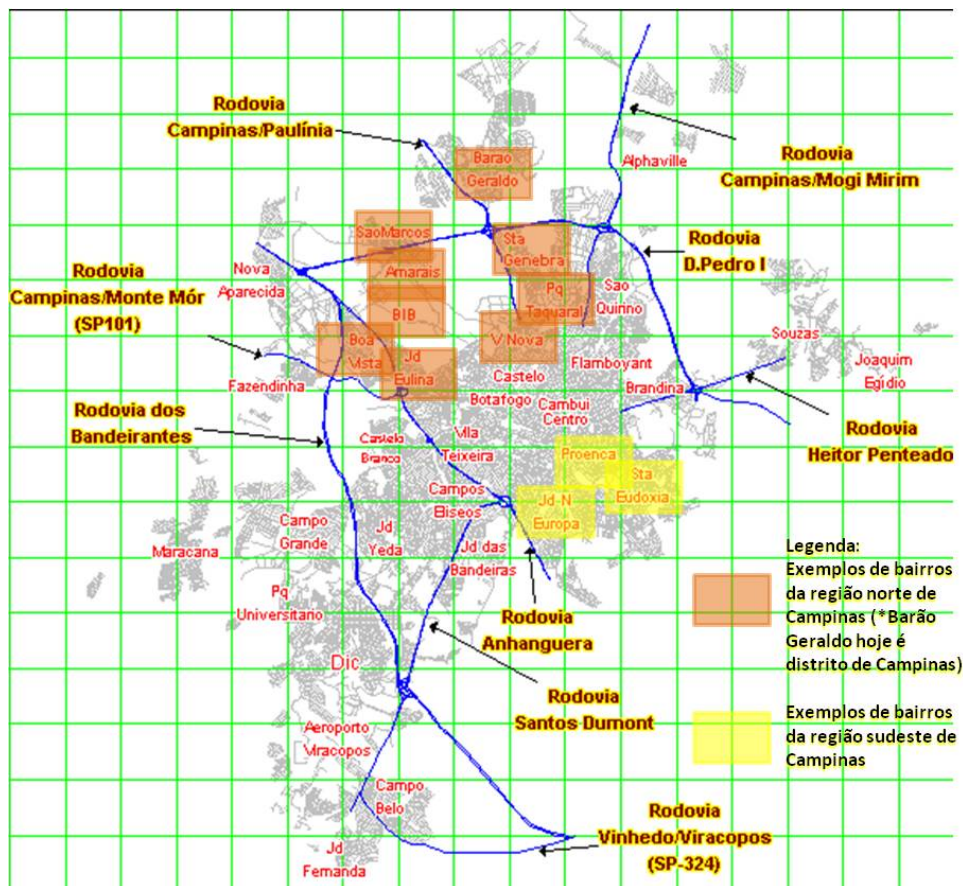 Rodovia
Campinas/Paulínia
Barao
Geraldo
Alphaville
Rodovia
Campinas/Mogi Mirim
SaoMarcos
Sta
Genebra
Rodovia
D.Pedro I
Rodovia
Campinas/Monte Mór
(SP101)
Nova
Aparecida
Amarais
Pq
Taquaral
Sao
Quirino
BIB
Boa
Vista
Jd
Eulina
V Nova
Castelo
Flamboyant
Souzas
Joaquim
Egídio
Fazendinha
Botafogo
Cambui
Centro
Brandina
Rodovia dos
Bandeirantes
Castelo
Branco
Vila
Teixeira
Rodovia
Heitor Penteado
Proenca
Sta
Eudoxia
Campos
Eliseos
Jd N
Europa
Maracana
Campo
Grande
Jd
Yeda
Jd das
Bandeiras
Pq
Universitario
Rodovia
Anhanguera
Dic
Rodovia
Santos Dumont
Aeroporto
Viracopos
Campo
Belo
Jd
Fernanda
Rodovia
Vinhedo/Viracopos
(SP-324)
Legenda:
Exemplos de bairros
da região norte de
Campinas (*Barão
Geraldo hoje é
distrito de Campinas)
Exemplos de bairros
da região sudeste de
Campinas